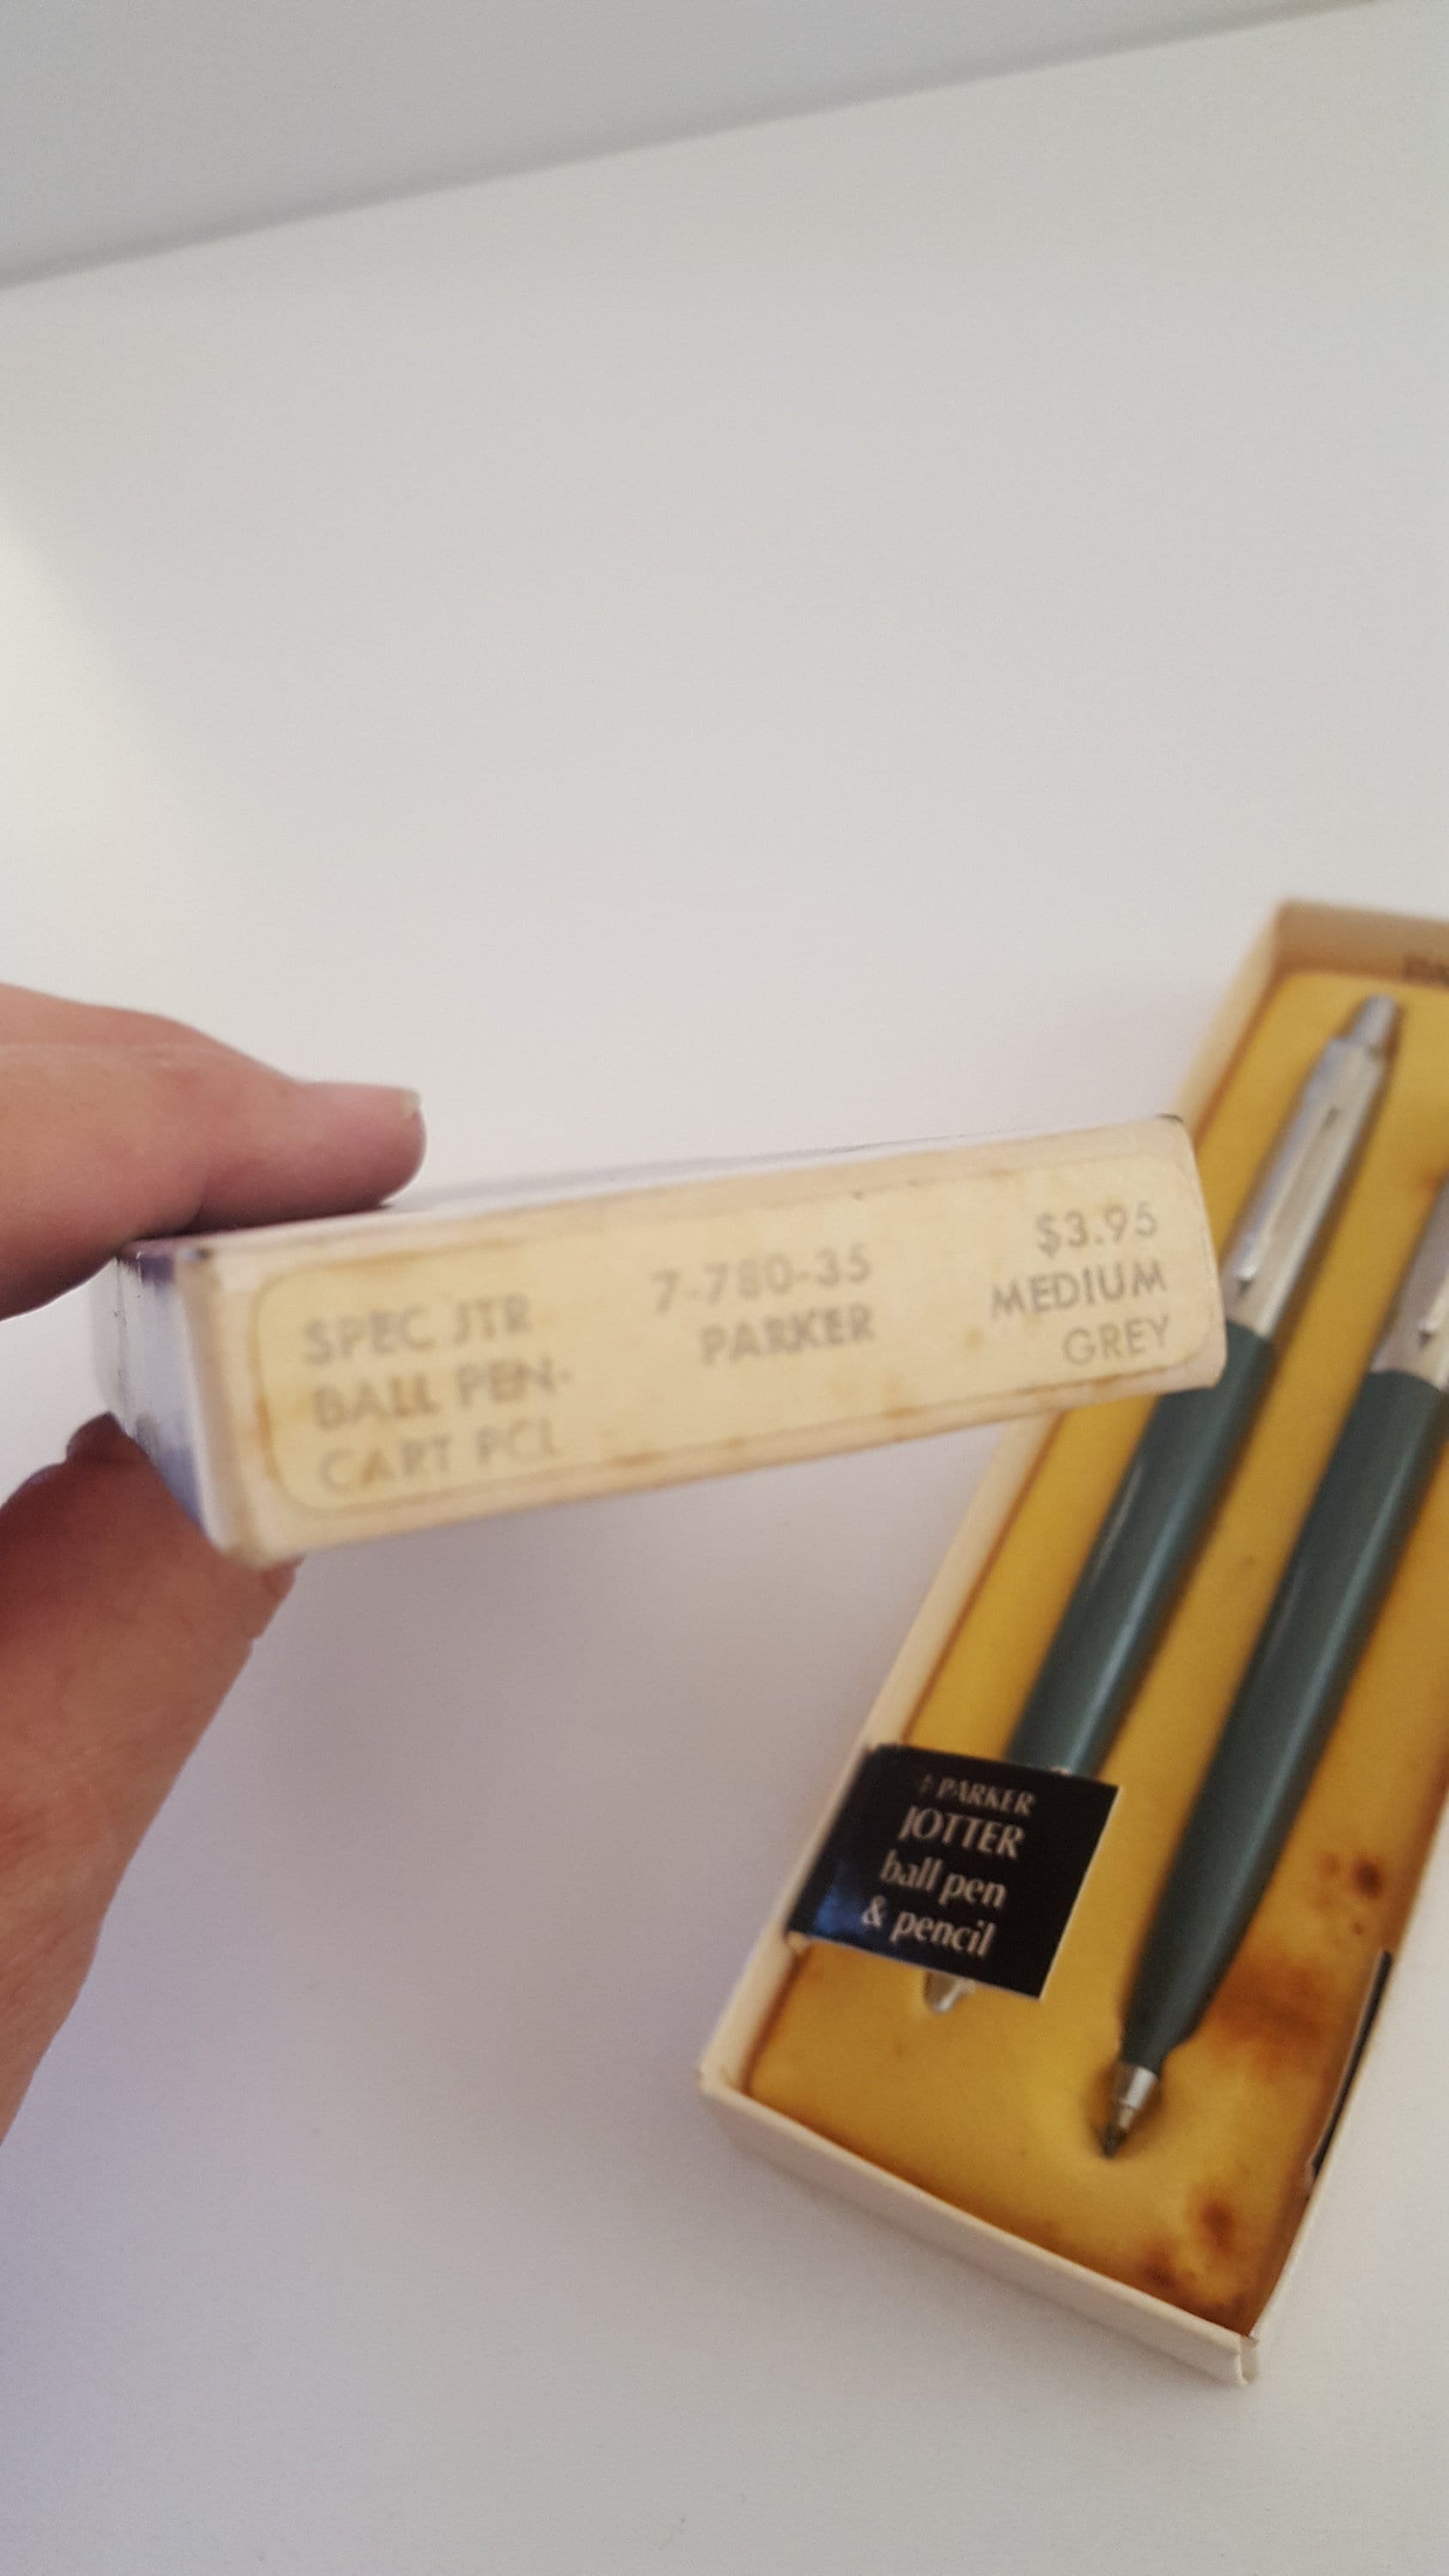 SPEC JTR
BALL PEN-
CART PCL
7-780-35
PARKER
$3.95
MEDIUM
GREY
PARKER
JOTTER
ball pen
& pencil